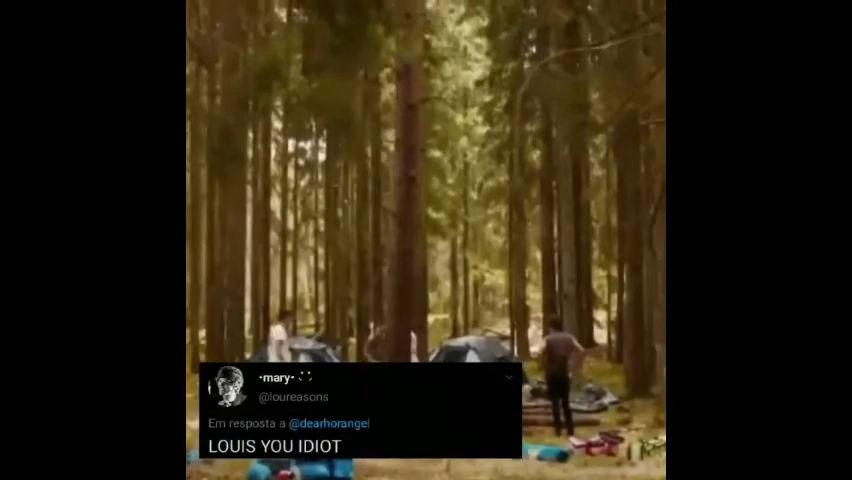 •mary• ¨̮
@loureasons
Em resposta a @dearhorangel
LOUIS YOU IDIOT